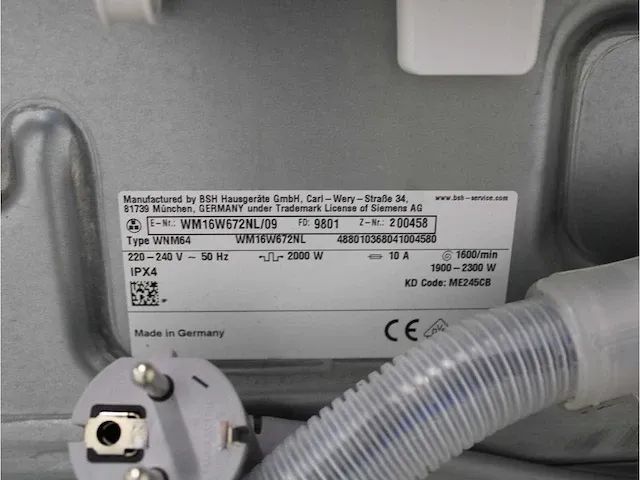 Manufactured by BSH Hausgeräte GmbH, Carl-Wery-Straße 34,
81739 München, GERMANY under Trademark License of Siemens AG
www.bsh-service.com
E-Nr.: WM16W672NL/09 FD: 9801 Z-Nr.: 200458
Type WNM64 WM16W672NL 488010368041004580
220-240 V ~ 50 Hz 2000 W 10 A 1600/min
1900-2300 W
IPX4
KD Code: ME245CB
Made in Germany
CE